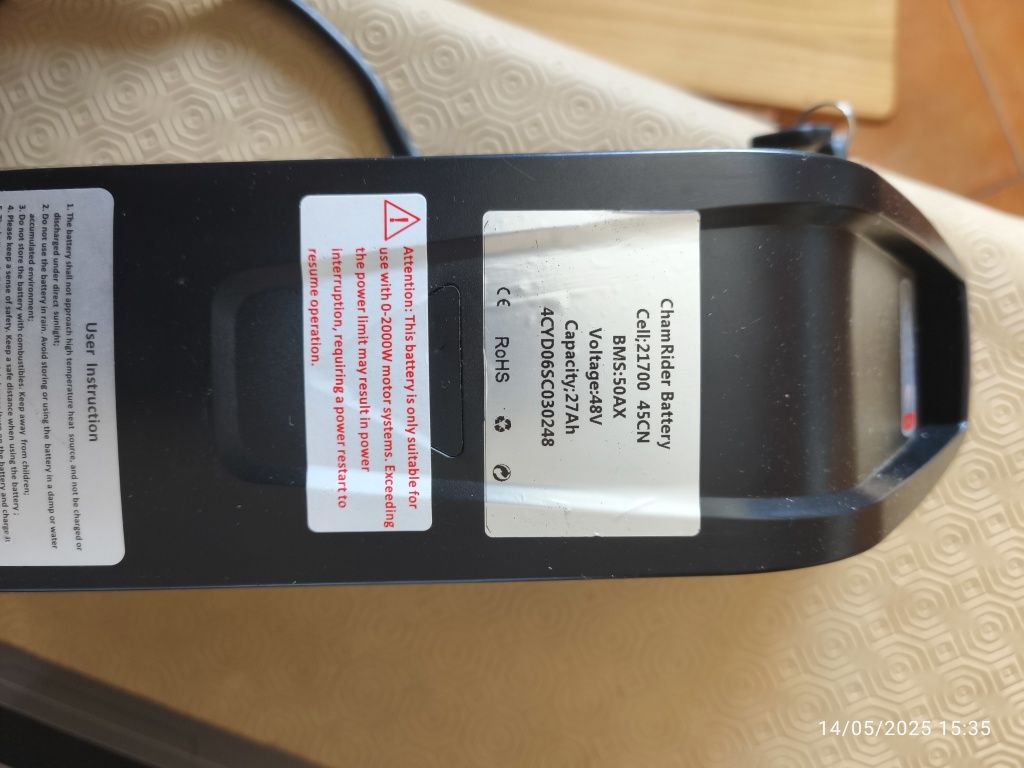 ChamRider Battery
Cell;21700 45CN
BMS:50AX
Voltage:48V
Capacity;27Ah
4CYD06SC030248
CE RoHS
Attention: This battery is only suitable for
use with 0-2000W motor systems. Exceeding
the power limit may result in power
interruption, requiring a power restart to
resume operation.
User Instruction
1. The battery shall not approach high temperature heat source, and not be charged or
discharged under direct sunlight;
2. Do not use the battery in rain. Avoid storing or using the battery in a damp or water
accumulated environment;
3. Do not store the battery with combustibles. Keep away from children;
4. Please keep a sense of safety. Keep a safe distance when using the battery ;
14/05/2025 15:35